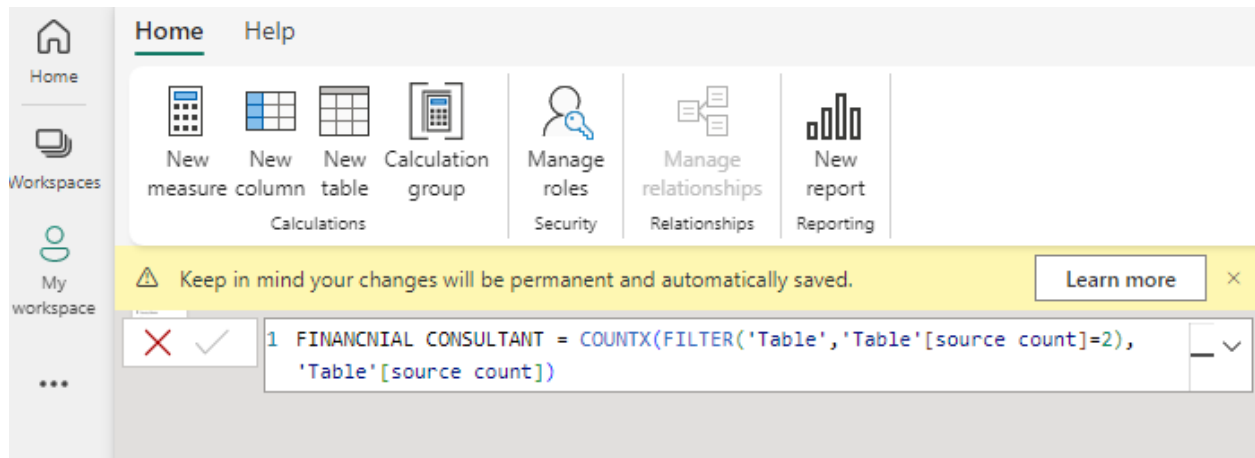 Home
Workspaces
My
workspace
Home Help
New
measure
New
column
New
table
Calculation
group
Calculations
Manage
roles
Security
Manage
relationships
Relationships
New
report
Reporting
Keep in mind your changes will be permanent and automatically saved.
Learn more
1 FINANCNIAL CONSULTANT = COUNTX(FILTER('Table','Table'[source count]=2),
'Table'[source count])